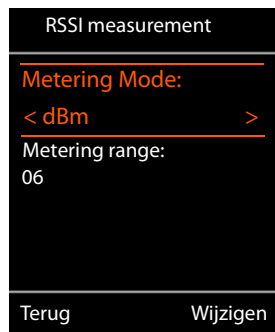 RSSI measurement
Metering Mode:
< dBm >
Metering range:
06
Terug Wijzigen